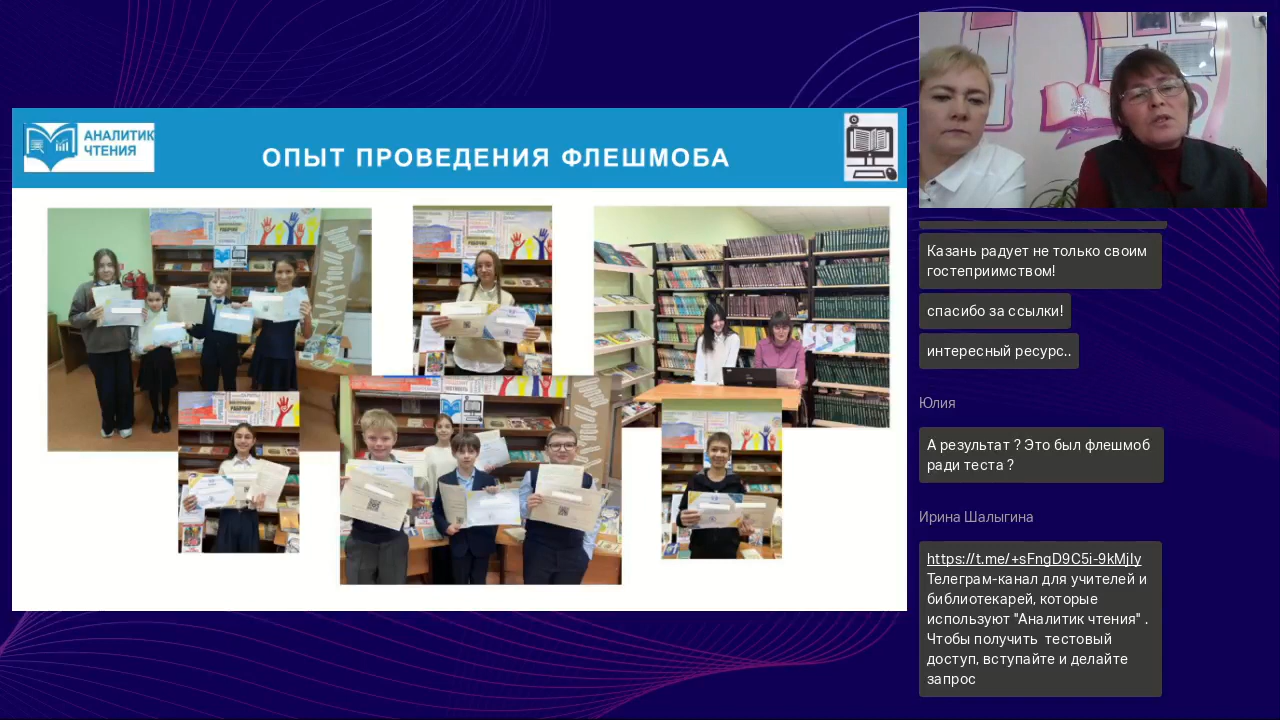 АНАЛИТИК
ЧТЕНИЯ
ОПЫТ ПРОВЕДЕНИЯ ФЛЕШМОБА
Казань радует не только своим
гостеприимством!
спасибо за ссылки!
интересный ресурс..
Юлия
А результат ? Это был флешмоб
ради теста ?
Ирина Шалыгина
https://t.me/+sFngD9C5i-9kMjIy
Телеграм-канал для учителей и
библиотекарей, которые
используют "Аналитик чтения" .
Чтобы получить  тестовый
доступ, вступайте и делайте
запрос